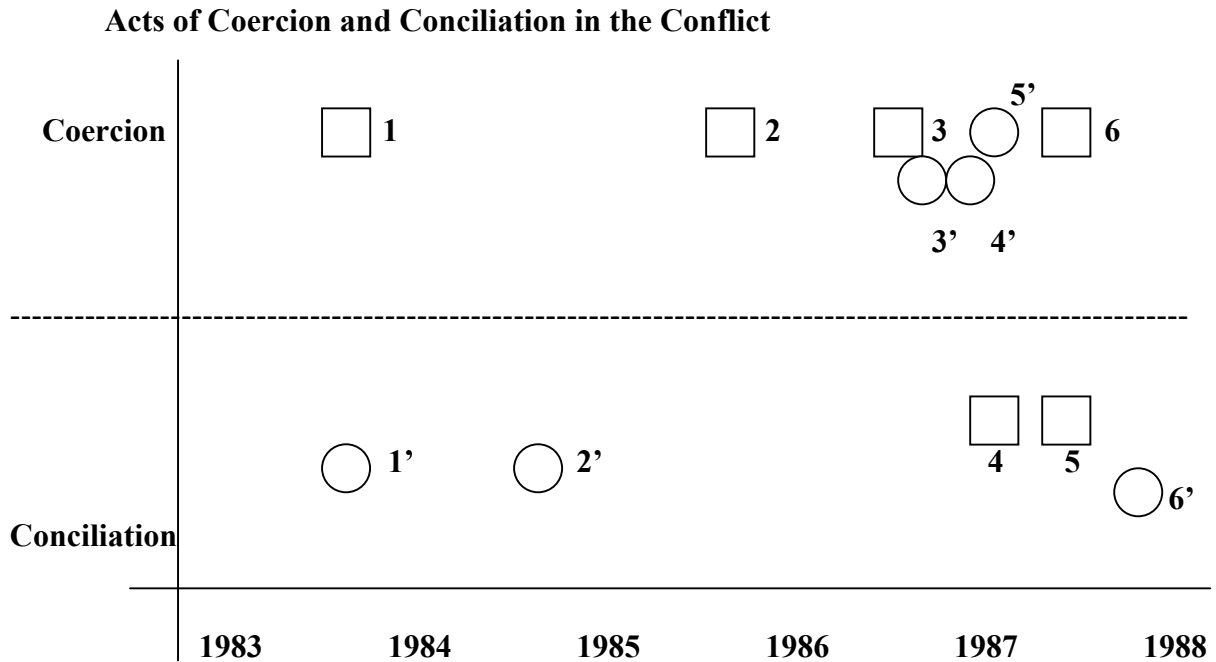 Acts of Coercion and Conciliation in the Conflict
5’
Coercion 1 2 3 6
3’ 4’
1’ 2’ 4 5
6’
Conciliation
1983 1984 1985 1986 1987 1988